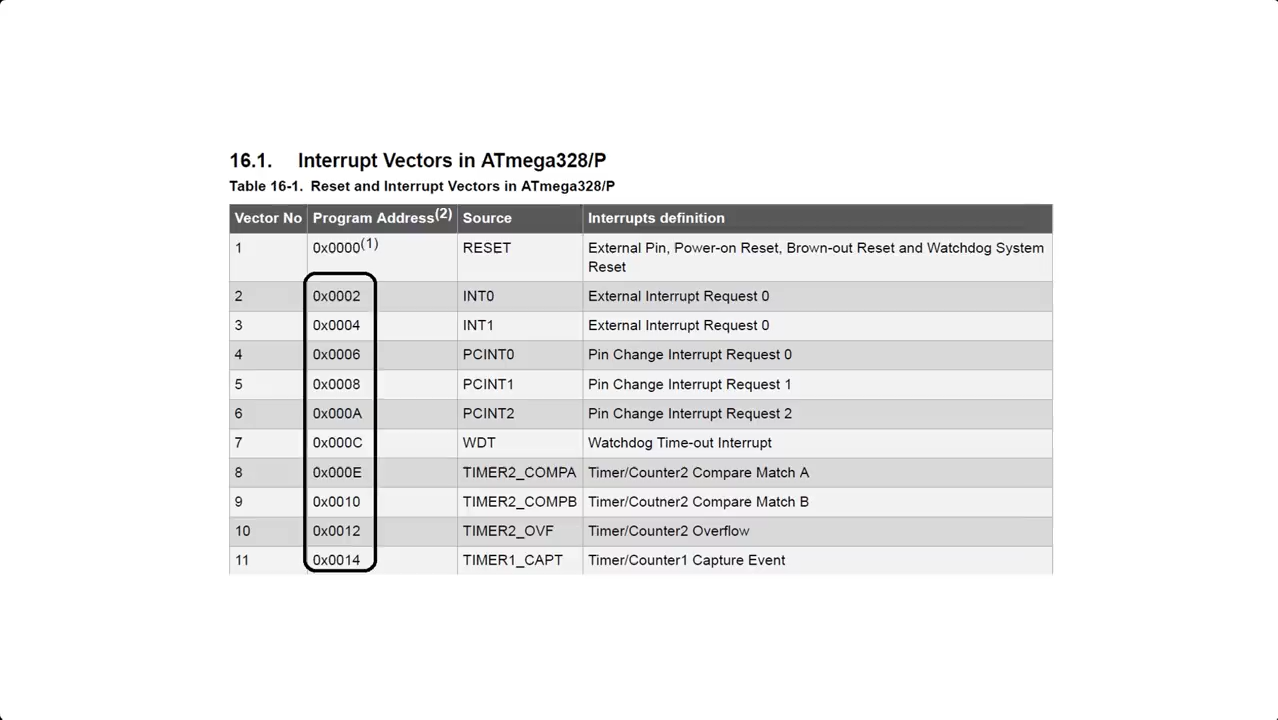 16.1. Interrupt Vectors in ATmega328/P
Table 16-1. Reset and Interrupt Vectors in ATmega328/P
Vector No Program Address(2) Source Interrupts definition
1 0x0000(1) RESET External Pin, Power-on Reset, Brown-out Reset and Watchdog System
Reset
2 0x0002 INT0 External Interrupt Request 0
3 0x0004 INT1 External Interrupt Request 0
4 0x0006 PCINT0 Pin Change Interrupt Request 0
5 0x0008 PCINT1 Pin Change Interrupt Request 1
6 0x000A PCINT2 Pin Change Interrupt Request 2
7 0x000C WDT Watchdog Time-out Interrupt
8 0x000E TIMER2_COMPA Timer/Counter2 Compare Match A
9 0x0010 TIMER2_COMPB Timer/Coutner2 Compare Match B
10 0x0012 TIMER2_OVF Timer/Counter2 Overflow
11 0x0014 TIMER1_CAPT Timer/Counter1 Capture Event